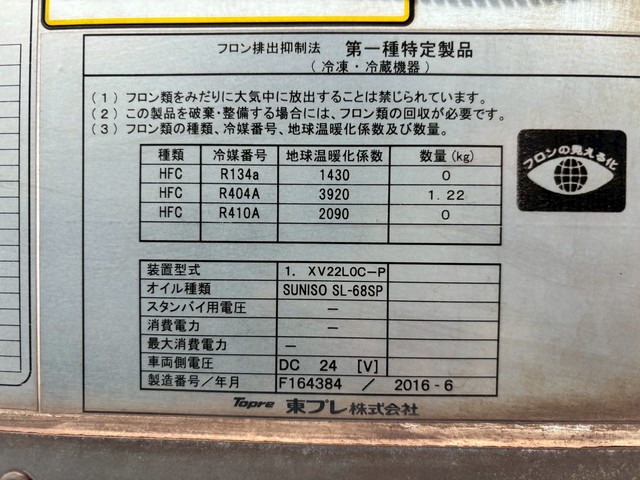 フロン排出抑制法 第一種特定製品
（冷凍・冷蔵機器）
（1）フロン類をみだりに大気中に放出することは禁じられています。
（2）この製品を破棄・整備する場合には、フロン類の回収が必要です。
（3）フロン類の種類、冷媒番号、地球温暖化係数及び数量。
種類 冷媒番号 地球温暖化係数 数量(kg)
HFC R134a 1430 0
HFC R404A 3920 1.22
HFC R410A 2090 0
フロンの見える化
装置型式 1. XV22LOC-P
オイル種類 SUNISO SL-68SP
スタンバイ用電圧 －
消費電力 －
最大消費電力 －
車両側電圧 DC 24 [V]
製造番号／年月 F164384 ／ 2016-6
Topre 東プレ株式会社